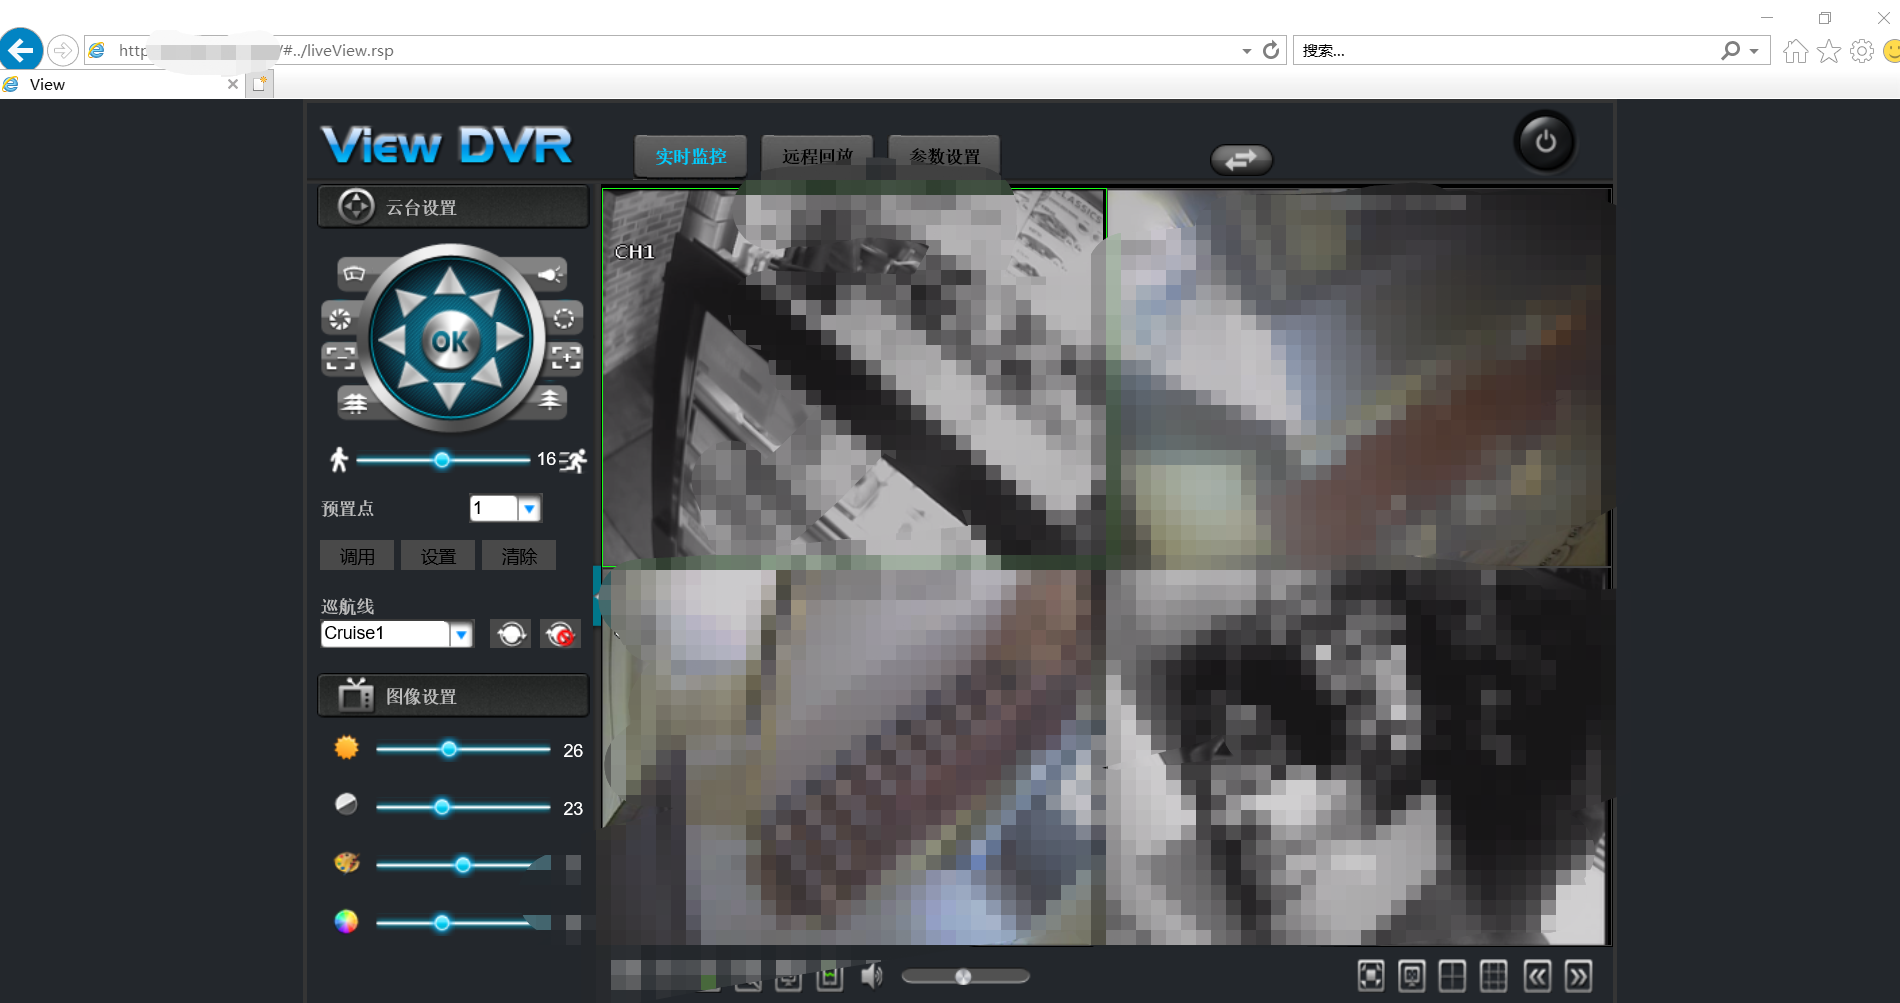 http
/#../liveView.rsp
搜索...
View
View DVR
实时监控
远程回放
参数设置
云台设置
CLASSICS
CH1
OK
16
预置点
1
调用
设置
清除
巡航线
Cruise1
图像设置
26
23